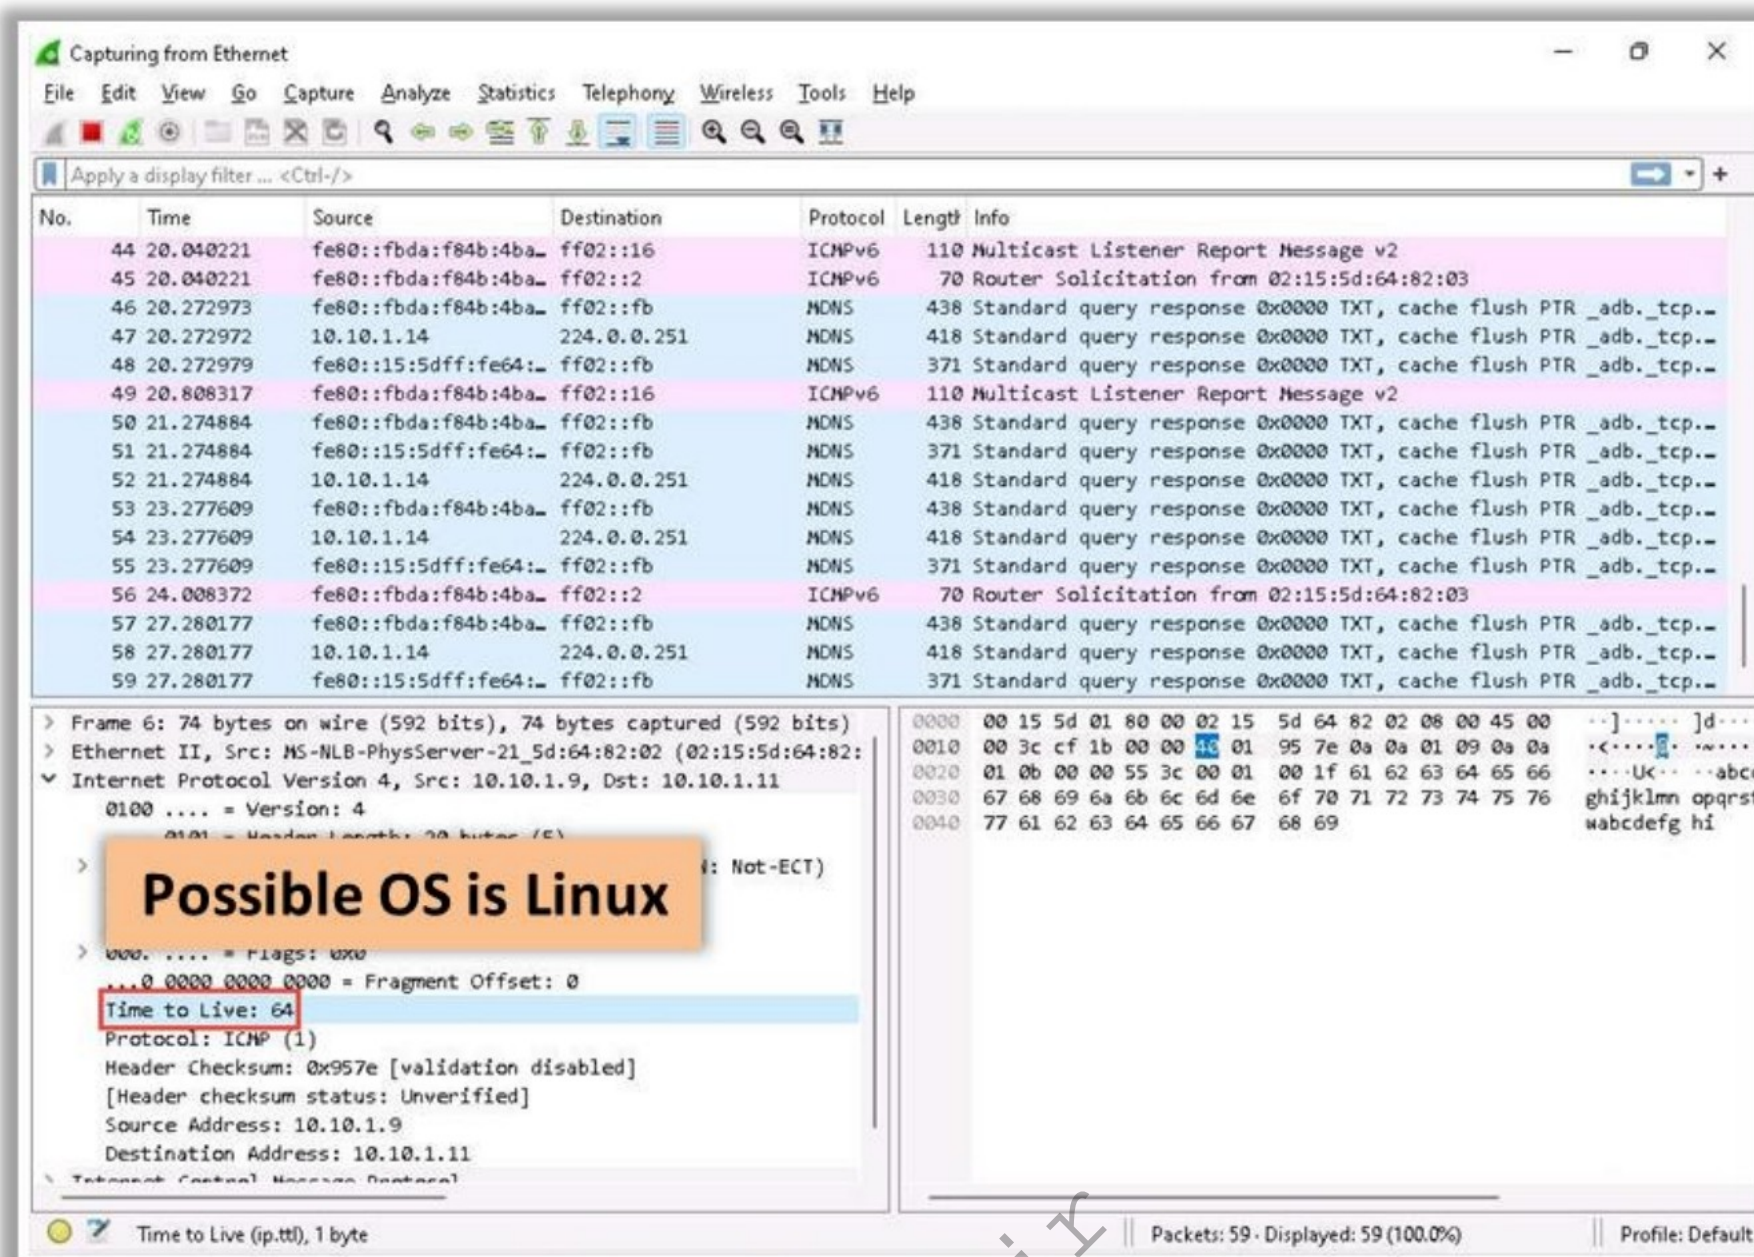 Capturing from Ethernet
File Edit View Go Capture Analyze Statistics Telephony Wireless Tools Help
Apply a display filter ... <Ctrl-/>
No. Time Source Destination Protocol Length Info
44 20.040221 fe80::fbda:f84b:4ba… ff02::16 ICMPv6 110 Multicast Listener Report Message v2
45 20.040221 fe80::fbda:f84b:4ba… ff02::2 ICMPv6 70 Router Solicitation from 02:15:5d:64:82:03
46 20.272973 fe80::fbda:f84b:4ba… ff02::fb MDNS 438 Standard query response 0x0000 TXT, cache flush PTR _adb._tcp.…
47 20.272972 10.10.1.14 224.0.0.251 MDNS 418 Standard query response 0x0000 TXT, cache flush PTR _adb._tcp.…
48 20.272979 fe80::15:5dff:fe64:… ff02::fb MDNS 371 Standard query response 0x0000 TXT, cache flush PTR _adb._tcp.…
49 20.808317 fe80::fbda:f84b:4ba… ff02::16 ICMPv6 110 Multicast Listener Report Message v2
50 21.274884 fe80::fbda:f84b:4ba… ff02::fb MDNS 438 Standard query response 0x0000 TXT, cache flush PTR _adb._tcp.…
51 21.274884 fe80::15:5dff:fe64:… ff02::fb MDNS 371 Standard query response 0x0000 TXT, cache flush PTR _adb._tcp.…
52 21.274884 10.10.1.14 224.0.0.251 MDNS 418 Standard query response 0x0000 TXT, cache flush PTR _adb._tcp.…
53 23.277609 fe80::fbda:f84b:4ba… ff02::fb MDNS 438 Standard query response 0x0000 TXT, cache flush PTR _adb._tcp.…
54 23.277609 10.10.1.14 224.0.0.251 MDNS 418 Standard query response 0x0000 TXT, cache flush PTR _adb._tcp.…
55 23.277609 fe80::15:5dff:fe64:… ff02::fb MDNS 371 Standard query response 0x0000 TXT, cache flush PTR _adb._tcp.…
56 24.008372 fe80::fbda:f84b:4ba… ff02::2 ICMPv6 70 Router Solicitation from 02:15:5d:64:82:03
57 27.280177 fe80::fbda:f84b:4ba… ff02::fb MDNS 438 Standard query response 0x0000 TXT, cache flush PTR _adb._tcp.…
58 27.280177 10.10.1.14 224.0.0.251 MDNS 418 Standard query response 0x0000 TXT, cache flush PTR _adb._tcp.…
59 27.280177 fe80::15:5dff:fe64:… ff02::fb MDNS 371 Standard query response 0x0000 TXT, cache flush PTR _adb._tcp.…
Frame 6: 74 bytes on wire (592 bits), 74 bytes captured (592 bits)
Ethernet II, Src: MS-NLB-PhysServer-21_5d:64:82:02 (02:15:5d:64:82:
Internet Protocol Version 4, Src: 10.10.1.9, Dst: 10.10.1.11
0100 .... = Version: 4
.... 0101 = Header Length: 20 bytes (5)
: Not-ECT)
Possible OS is Linux
000. .... = Flags: 0x0
...0 0000 0000 0000 = Fragment Offset: 0
Time to Live: 64
Protocol: ICMP (1)
Header Checksum: 0x957e [validation disabled]
[Header checksum status: Unverified]
Source Address: 10.10.1.9
Destination Address: 10.10.1.11
Internet Control Message Protocol
0000 00 15 5d 01 80 00 02 15 5d 64 82 02 08 00 45 00 ··]····· ]d···
0010 00 3c cf 1b 00 00 40 01 95 7e 0a 0a 01 09 0a 0a ·<····@· ·~····
0020 01 0b 00 00 55 3c 00 01 00 1f 61 62 63 64 65 66 ····U<·· ··abc
0030 67 68 69 6a 6b 6c 6d 6e 6f 70 71 72 73 74 75 76 ghijklmn opqrst
0040 77 61 62 63 64 65 66 67 68 69 wabcdefg hi
Time to Live (ip.ttl), 1 byte
Packets: 59 · Displayed: 59 (100.0%)
Profile: Default